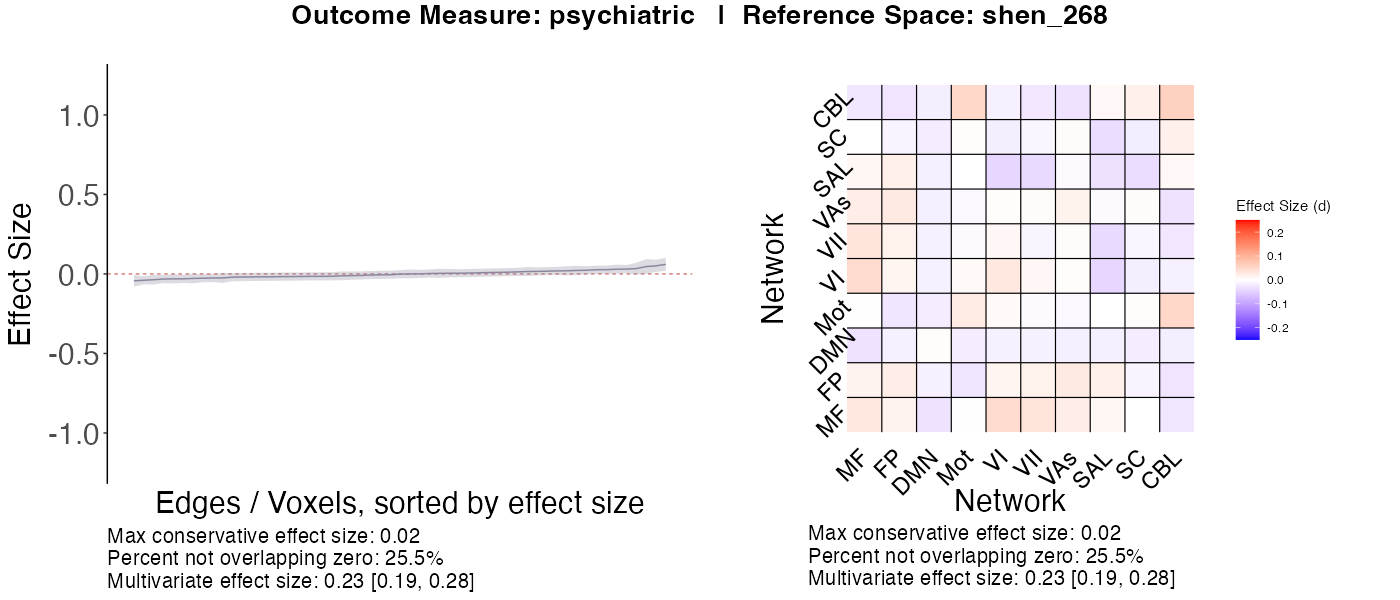 Outcome Measure: psychiatric | Reference Space: shen_268
Effect Size
1.0
0.5
0.0
-0.5
-1.0
Edges / Voxels, sorted by effect size
Max conservative effect size: 0.02
Percent not overlapping zero: 25.5%
Multivariate effect size: 0.23 [0.19, 0.28]
Network
CBL
SC
SAL
VAs
VII
VI
Mot
DMN
FP
MF
MF
FP
DMN
Mot
VI
VII
VAs
SAL
SC
CBL
Network
Max conservative effect size: 0.02
Percent not overlapping zero: 25.5%
Multivariate effect size: 0.23 [0.19, 0.28]
Effect Size (d)
0.2
0.1
0.0
-0.1
-0.2